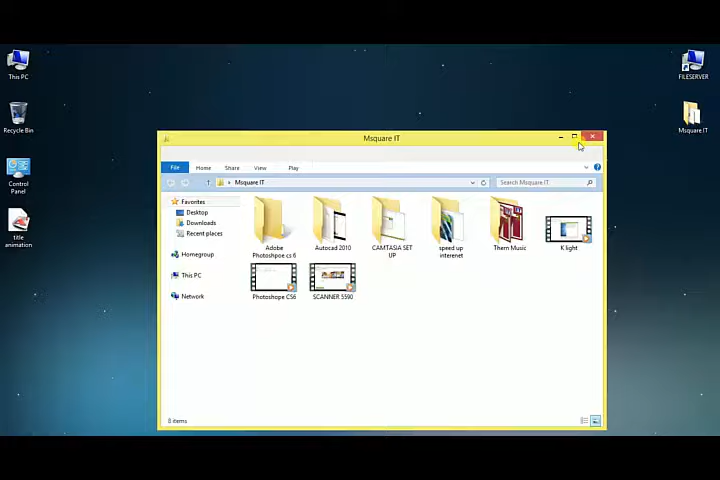 This PC
Recycle Bin
Control
Panel
title
animation
FILESERVER
Msquare IT
Msquare IT
File Home Share View Play
Msquare IT
Search Msquare IT
Favorites
Desktop
Downloads
Recent places
Homegroup
This PC
Network
Adobe
Photoshpoe cs 6
Autocad 2010
CAMTASIA SET
UP
speed up
interenet
Thern Music
K light
Photoshope CS6
SCANNER 5590
8 items